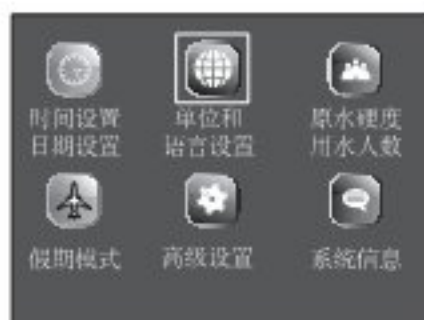 时间设置 单位和 原水硬度
日期设置 语言设置 用水人数
假期模式 高级设置 系统信息